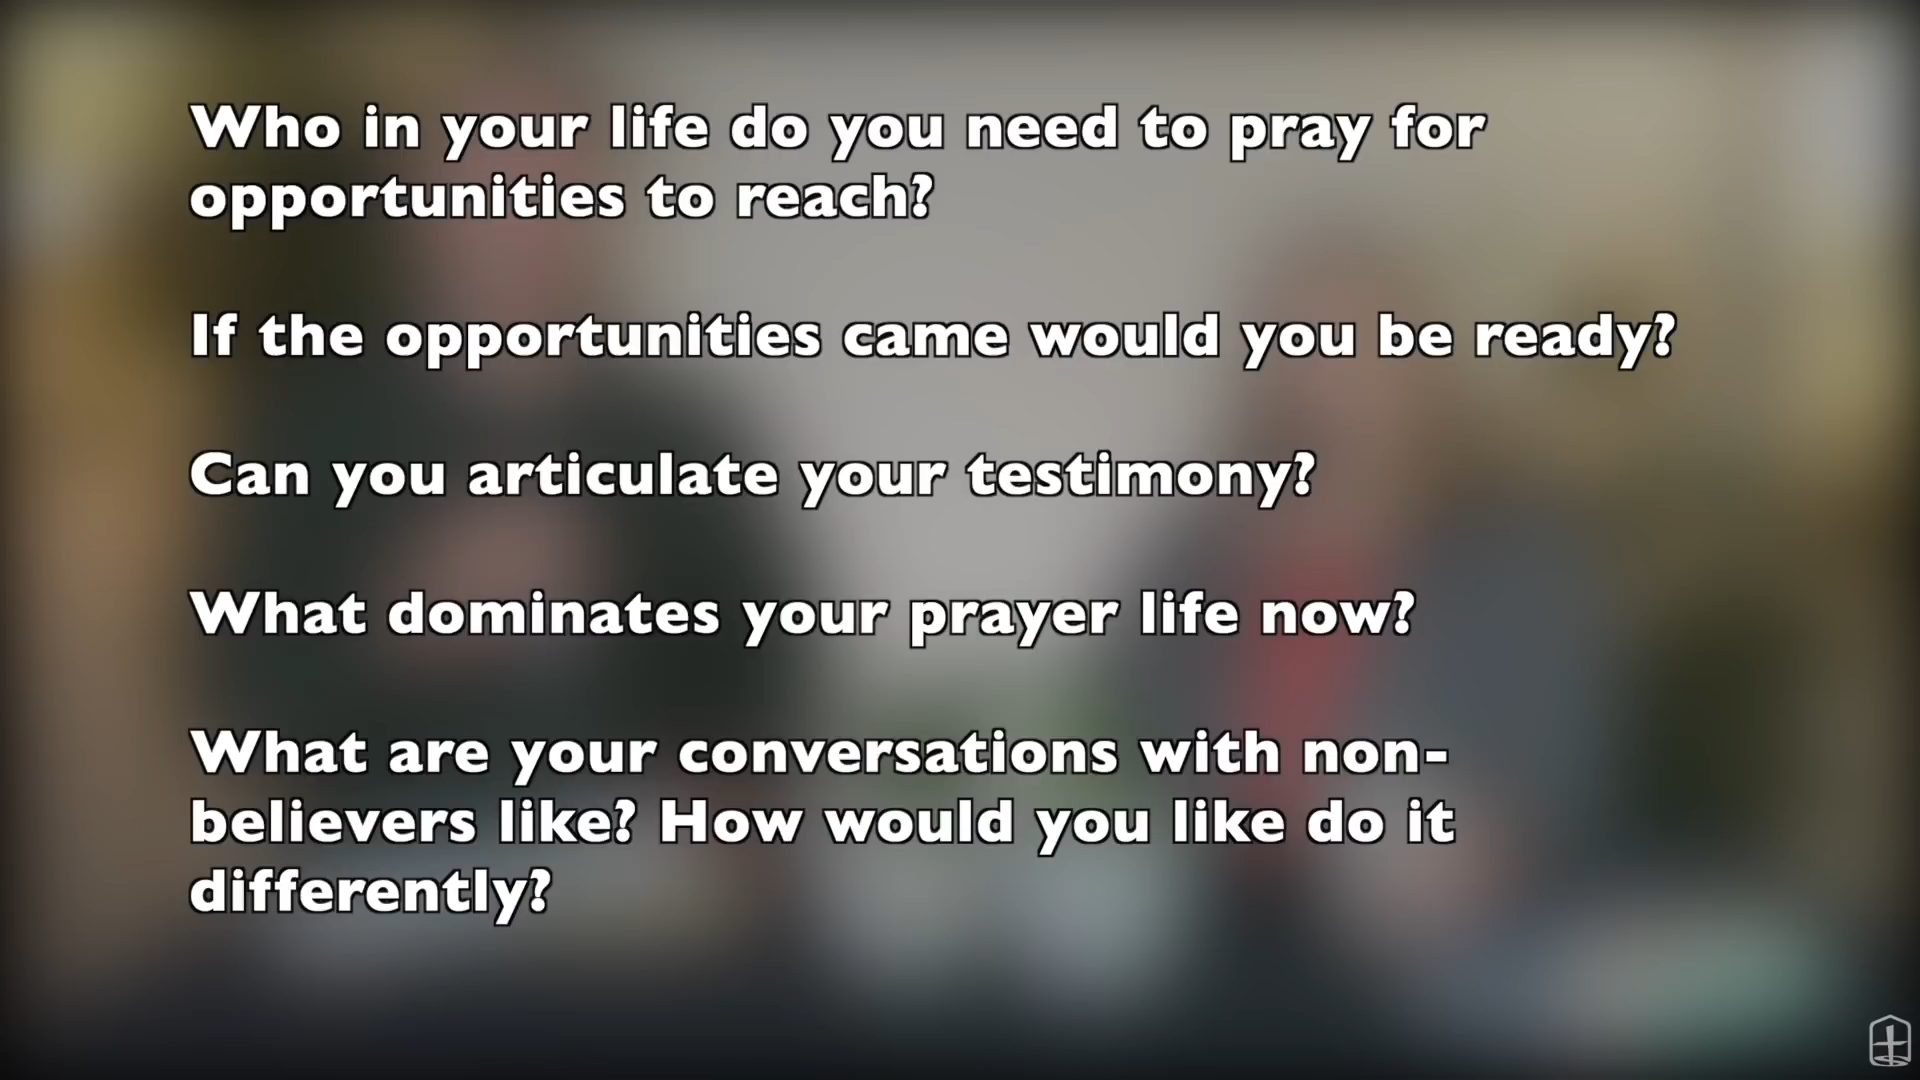 Who in your life do you need to pray for
opportunities to reach?
If the opportunities came would you be ready?
Can you articulate your testimony?
What dominates your prayer life now?
What are your conversations with non-
believers like? How would you like do it
differently?